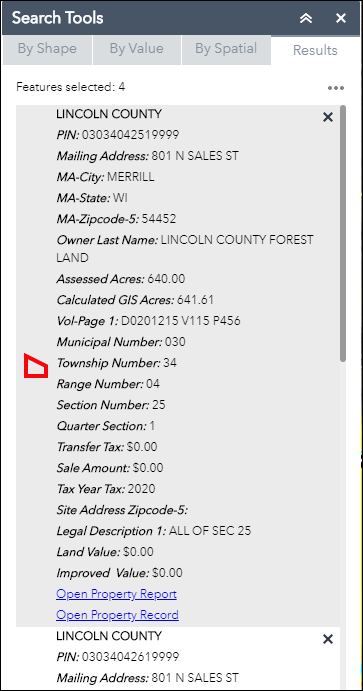 Search Tools
By Shape By Value By Spatial Results
Features selected: 4
LINCOLN COUNTY
PIN: 03034042519999
Mailing Address: 801 N SALES ST
MA-City: MERRILL
MA-State: WI
MA-Zipcode-5: 54452
Owner Last Name: LINCOLN COUNTY FOREST
LAND
Assessed Acres: 640.00
Calculated GIS Acres: 641.61
Vol-Page 1: D0201215 V115 P456
Municipal Number: 030
Township Number: 34
Range Number: 04
Section Number: 25
Quarter Section: 1
Transfer Tax: $0.00
Sale Amount: $0.00
Tax Year Tax: 2020
Site Address Zipcode-5:
Legal Description 1: ALL OF SEC 25
Land Value: $0.00
Improved Value: $0.00
Open Property Report
Open Property Record
LINCOLN COUNTY
PIN: 03034042619999
Mailing Address: 801 N SALES ST